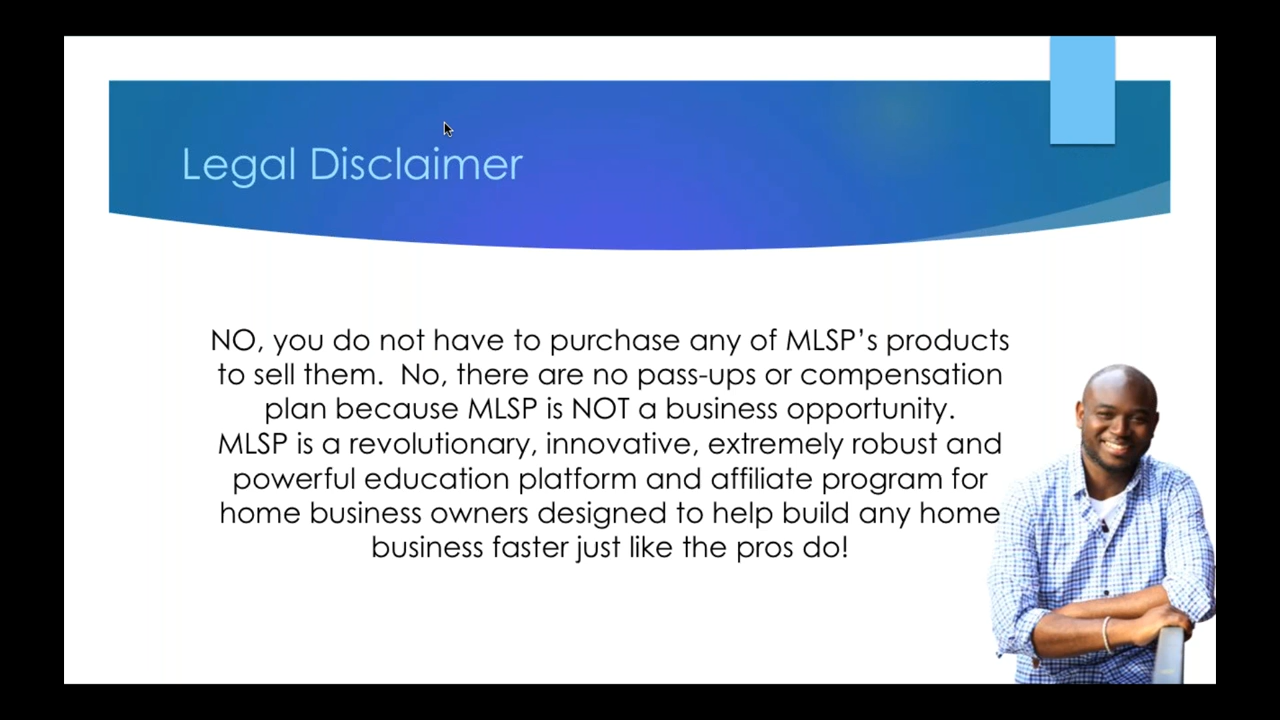 Legal Disclaimer
NO, you do not have to purchase any of MLSP’s products
to sell them.  No, there are no pass-ups or compensation
plan because MLSP is NOT a business opportunity.
MLSP is a revolutionary, innovative, extremely robust and
powerful education platform and affiliate program for
home business owners designed to help build any home
business faster just like the pros do!